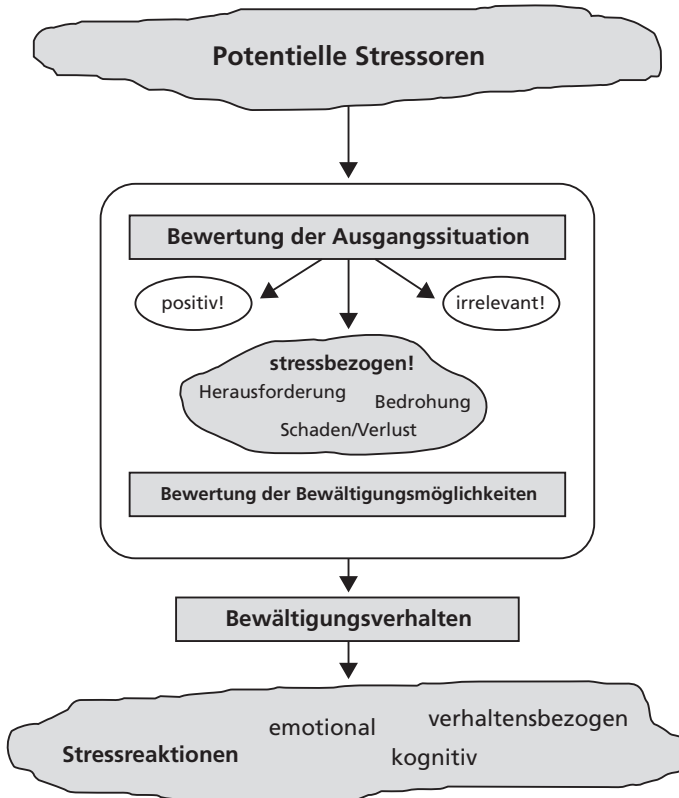 Potentielle Stressoren
Bewertung der Ausgangssituation
positiv!
irrelevant!
stressbezogen!
Herausforderung
Bedrohung
Schaden/Verlust
Bewertung der Bewältigungsmöglichkeiten
Bewältigungsverhalten
verhaltensbezogen
emotional
Stressreaktionen
kognitiv